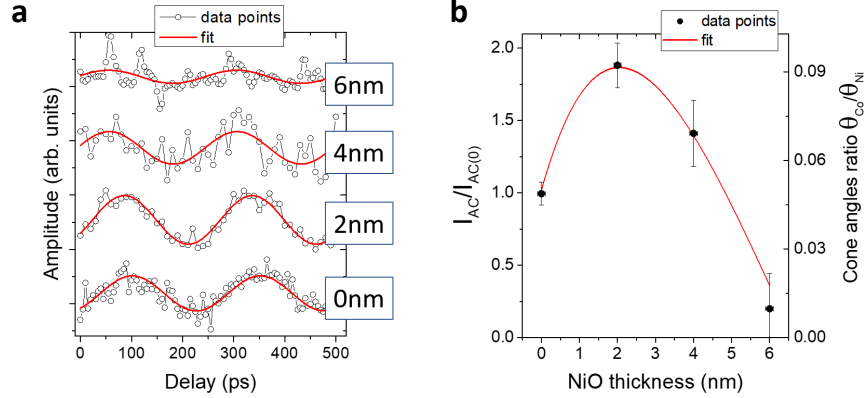 a
data points
fit
6nm
4nm
2nm
0nm
Amplitude (arb. units)
0 100 200 300 400 500
Delay (ps)
b
data points
fit
2.0
1.5
1.0
0.5
0.0
I_AC/I_AC(0)
0.09
0.06
0.03
0.00
Cone angles ratio θ_Co/θ_Ni
0 1 2 3 4 5 6
NiO thickness (nm)